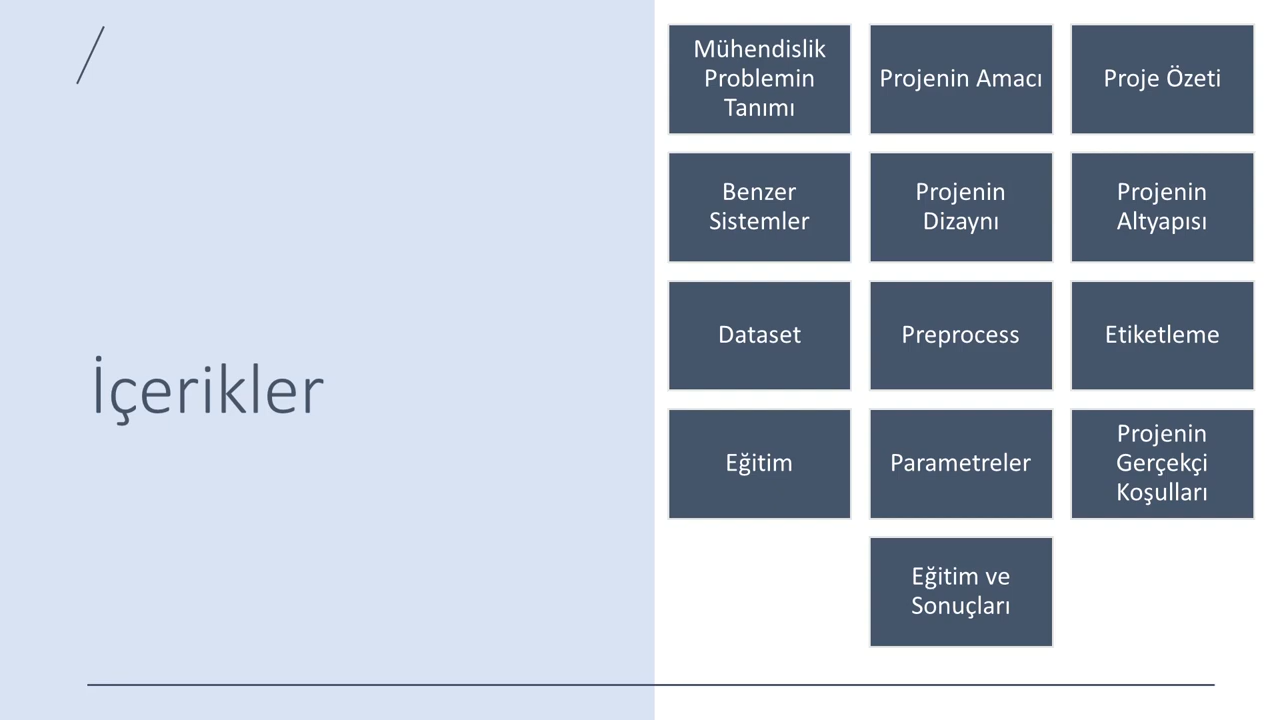 İçerikler
Mühendislik
Problemin
Tanımı
Projenin Amacı
Proje Özeti
Benzer
Sistemler
Projenin
Dizaynı
Projenin
Altyapısı
Dataset
Preprocess
Etiketleme
Eğitim
Parametreler
Projenin
Gerçekçi
Koşulları
Eğitim ve
Sonuçları